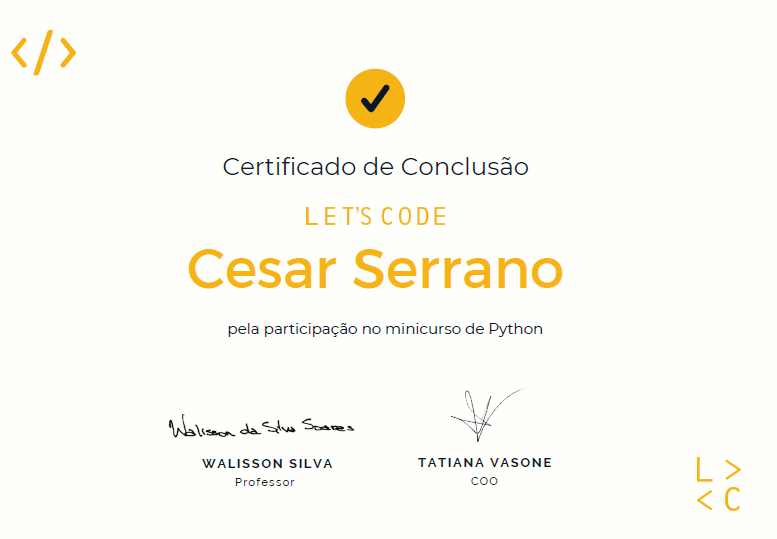 </>
Certificado de Conclusão
LET'S CODE
Cesar Serrano
pela participação no minicurso de Python
Walisson da Silva Soares
WALISSON SILVA
Professor
TATIANA VASONE
COO
L >
< C